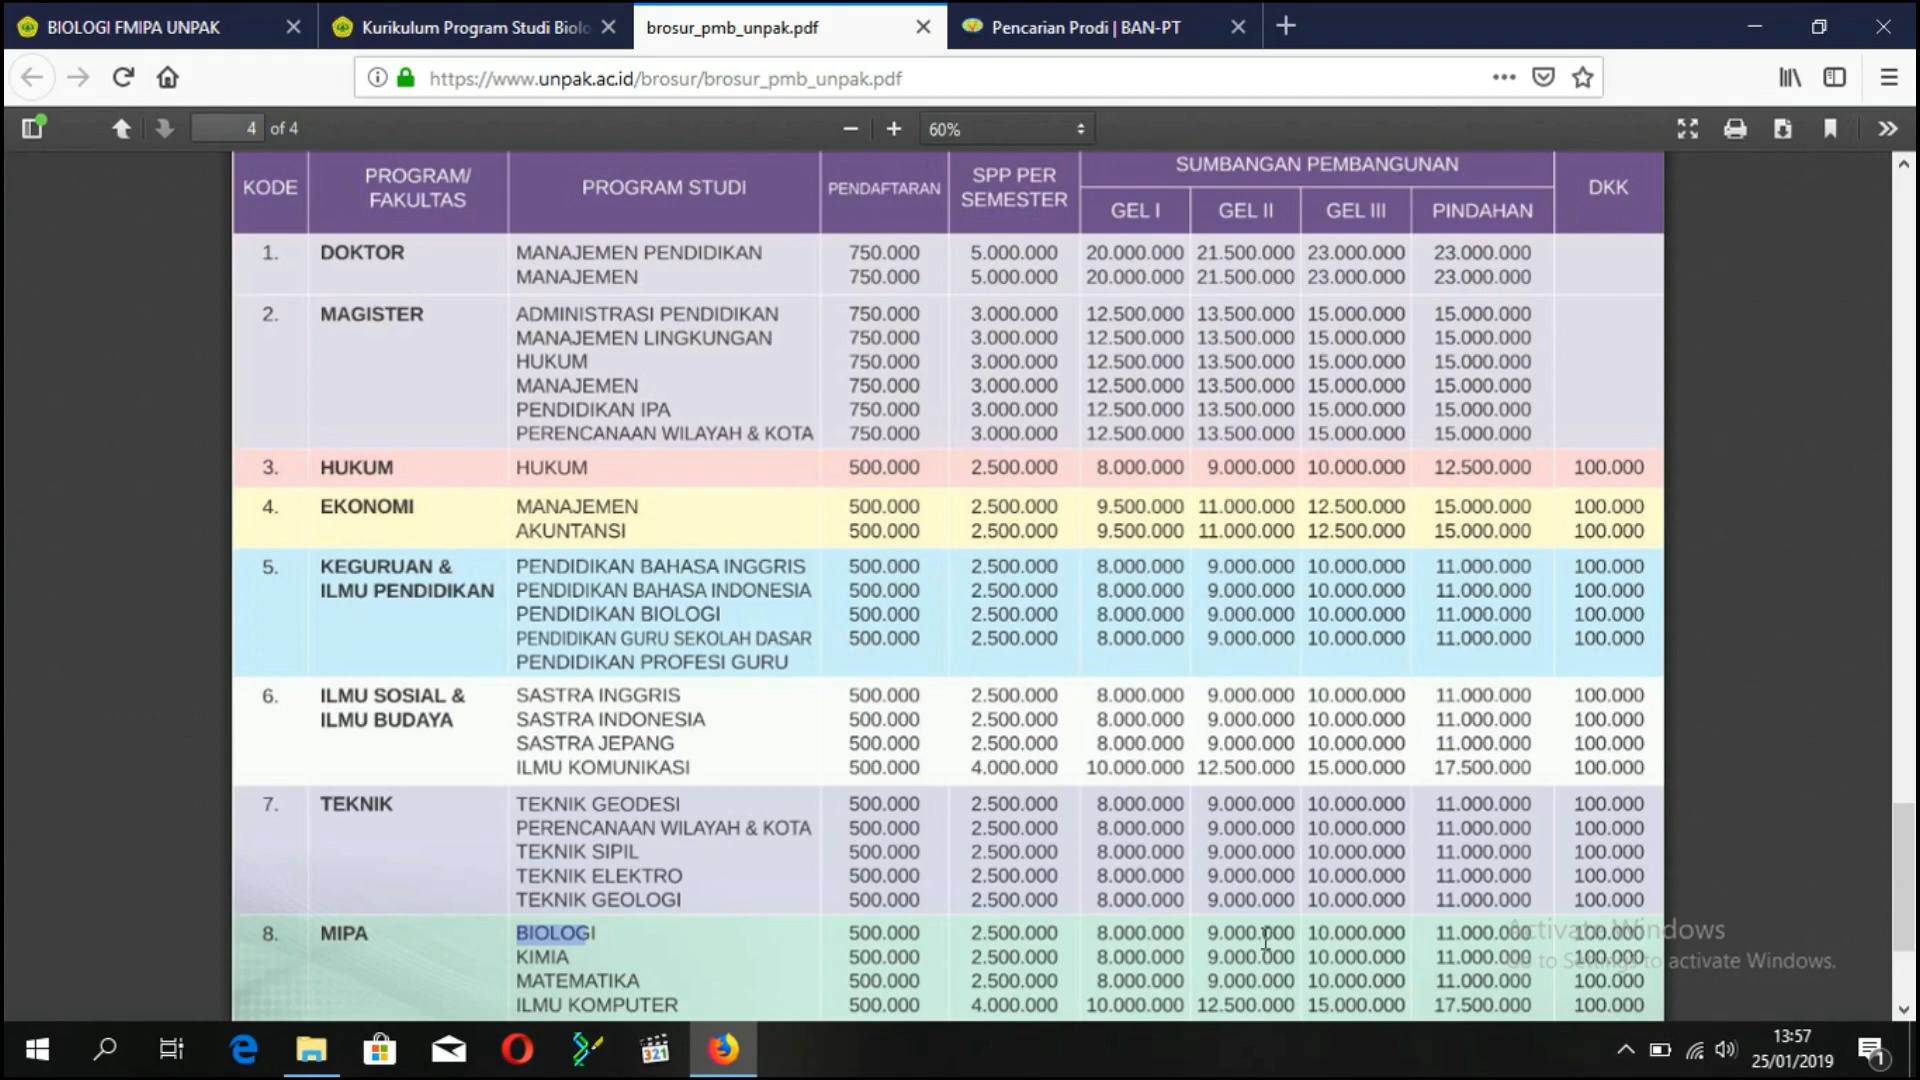 BIOLOGI FMIPA UNPAK
Kurikulum Program Studi Biolo
brosur_pmb_unpak.pdf
Pencarian Prodi | BAN-PT
https://www.unpak.ac.id/brosur/brosur_pmb_unpak.pdf
4 of 4
60%
KODE PROGRAM/ FAKULTAS PROGRAM STUDI PENDAFTARAN SPP PER SEMESTER SUMBANGAN PEMBANGUNAN DKK
GEL I GEL II GEL III PINDAHAN
1. DOKTOR MANAJEMEN PENDIDIKAN 750.000 5.000.000 20.000.000 21.500.000 23.000.000 23.000.000
MANAJEMEN 750.000 5.000.000 20.000.000 21.500.000 23.000.000 23.000.000
2. MAGISTER ADMINISTRASI PENDIDIKAN 750.000 3.000.000 12.500.000 13.500.000 15.000.000 15.000.000
MANAJEMEN LINGKUNGAN 750.000 3.000.000 12.500.000 13.500.000 15.000.000 15.000.000
HUKUM 750.000 3.000.000 12.500.000 13.500.000 15.000.000 15.000.000
MANAJEMEN 750.000 3.000.000 12.500.000 13.500.000 15.000.000 15.000.000
PENDIDIKAN IPA 750.000 3.000.000 12.500.000 13.500.000 15.000.000 15.000.000
PERENCANAAN WILAYAH & KOTA 750.000 3.000.000 12.500.000 13.500.000 15.000.000 15.000.000
3. HUKUM HUKUM 500.000 2.500.000 8.000.000 9.000.000 10.000.000 12.500.000 100.000
4. EKONOMI MANAJEMEN 500.000 2.500.000 9.500.000 11.000.000 12.500.000 15.000.000 100.000
AKUNTANSI 500.000 2.500.000 9.500.000 11.000.000 12.500.000 15.000.000 100.000
5. KEGURUAN & PENDIDIKAN BAHASA INGGRIS 500.000 2.500.000 8.000.000 9.000.000 10.000.000 11.000.000 100.000
ILMU PENDIDIKAN PENDIDIKAN BAHASA INDONESIA 500.000 2.500.000 8.000.000 9.000.000 10.000.000 11.000.000 100.000
PENDIDIKAN BIOLOGI 500.000 2.500.000 8.000.000 9.000.000 10.000.000 11.000.000 100.000
PENDIDIKAN GURU SEKOLAH DASAR 500.000 2.500.000 8.000.000 9.000.000 10.000.000 11.000.000 100.000
PENDIDIKAN PROFESI GURU
6. ILMU SOSIAL & SASTRA INGGRIS 500.000 2.500.000 8.000.000 9.000.000 10.000.000 11.000.000 100.000
ILMU BUDAYA SASTRA INDONESIA 500.000 2.500.000 8.000.000 9.000.000 10.000.000 11.000.000 100.000
SASTRA JEPANG 500.000 2.500.000 8.000.000 9.000.000 10.000.000 11.000.000 100.000
ILMU KOMUNIKASI 500.000 4.000.000 10.000.000 12.500.000 15.000.000 17.500.000 100.000
7. TEKNIK TEKNIK GEODESI 500.000 2.500.000 8.000.000 9.000.000 10.000.000 11.000.000 100.000
PERENCANAAN WILAYAH & KOTA 500.000 2.500.000 8.000.000 9.000.000 10.000.000 11.000.000 100.000
TEKNIK SIPIL 500.000 2.500.000 8.000.000 9.000.000 10.000.000 11.000.000 100.000
TEKNIK ELEKTRO 500.000 2.500.000 8.000.000 9.000.000 10.000.000 11.000.000 100.000
TEKNIK GEOLOGI 500.000 2.500.000 8.000.000 9.000.000 10.000.000 11.000.000 100.000
8. MIPA BIOLOGI 500.000 2.500.000 8.000.000 9.000.000 10.000.000 11.000.000 100.000
KIMIA 500.000 2.500.000 8.000.000 9.000.000 10.000.000 11.000.000 100.000
MATEMATIKA 500.000 2.500.000 8.000.000 9.000.000 10.000.000 11.000.000 100.000
ILMU KOMPUTER 500.000 4.000.000 10.000.000 12.500.000 15.000.000 17.500.000 100.000
Activate Windows
Go to Settings to activate Windows.
321
13:57
25/01/2019
1